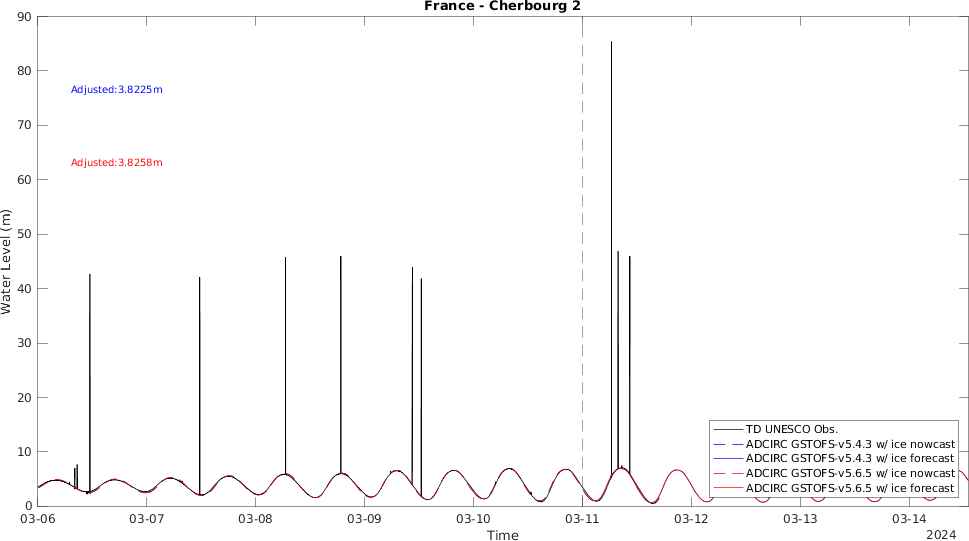 France - Cherbourg 2
90
80
70
60
50
40
30
20
10
0
Water Level (m)
Adjusted:3.8225m
Adjusted:3.8258m
TD UNESCO Obs.
ADCIRC GSTOFS-v5.4.3 w/ ice nowcast
ADCIRC GSTOFS-v5.4.3 w/ ice forecast
ADCIRC GSTOFS-v5.6.5 w/ ice nowcast
ADCIRC GSTOFS-v5.6.5 w/ ice forecast
03-06 03-07 03-08 03-09 03-10 03-11 03-12 03-13 03-14
Time
2024